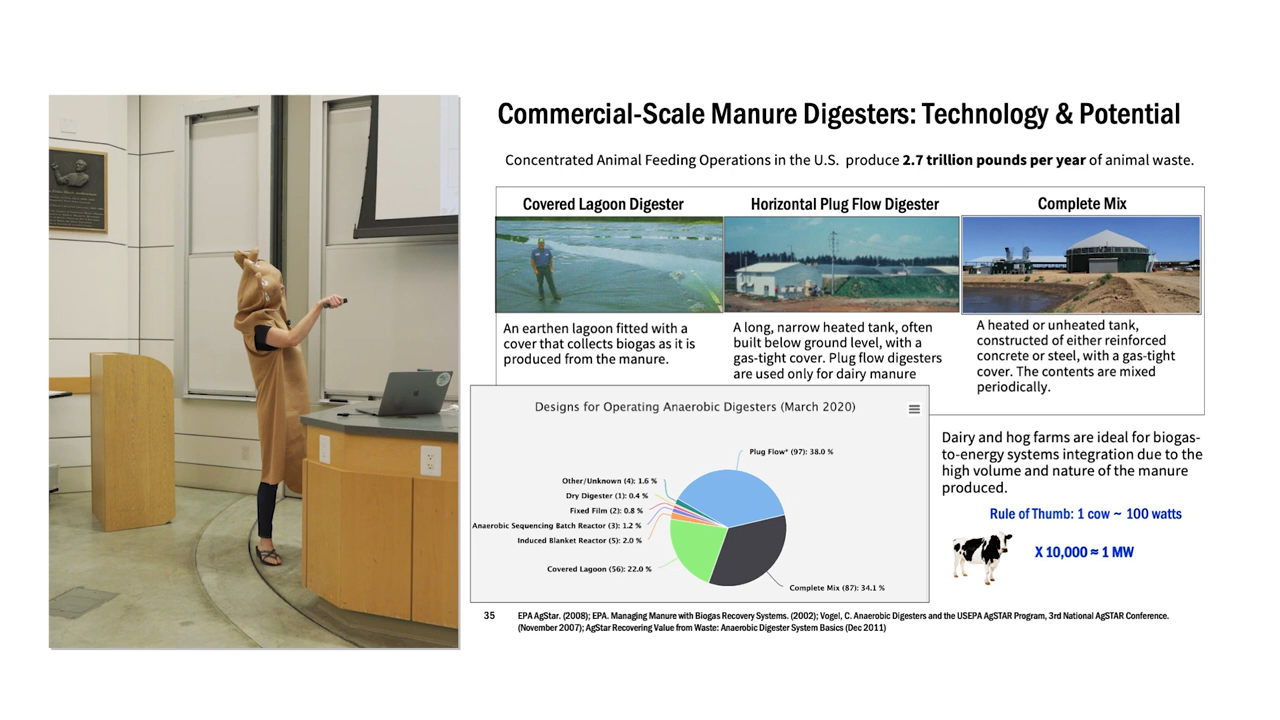 Commercial-Scale Manure Digesters: Technology & Potential
Concentrated Animal Feeding Operations in the U.S. produce 2.7 trillion pounds per year of animal waste.
Covered Lagoon Digester
Horizontal Plug Flow Digester
Complete Mix
An earthen lagoon fitted with a
cover that collects biogas as it is
produced from the manure.
A long, narrow heated tank, often
built below ground level, with a
gas-tight cover. Plug flow digesters
are used only for dairy manure
A heated or unheated tank,
constructed of either reinforced
concrete or steel, with a gas-tight
cover. The contents are mixed
periodically.
Designs for Operating Anaerobic Digesters (March 2020)
Plug Flow* (97): 38.0 %
Other/Unknown (4): 1.6 %
Dry Digester (1): 0.4 %
Fixed Film (2): 0.8 %
Anaerobic Sequencing Batch Reactor (3): 1.2 %
Induced Blanket Reactor (5): 2.0 %
Covered Lagoon (56): 22.0 %
Complete Mix (87): 34.1 %
Dairy and hog farms are ideal for biogas-
to-energy systems integration due to the
high volume and nature of the manure
produced.
Rule of Thumb: 1 cow ~ 100 watts
X 10,000 ≈ 1 MW
35
EPA AgStar. (2008); EPA. Managing Manure with Biogas Recovery Systems. (2002); Vogel, C. Anaerobic Digesters and the USEPA AgSTAR Program, 3rd National AgSTAR Conference.
(November 2007); AgStar Recovering Value from Waste: Anaerobic Digester System Basics (Dec 2011)